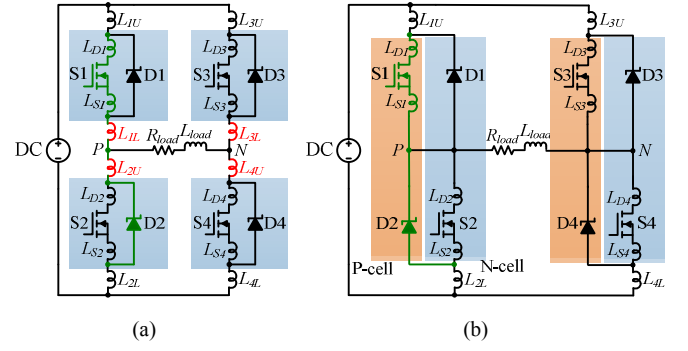 L1U
L3U
LD1
LD3
S1
D1
S3
D3
LS1
LS3
DC
L1L
Lload
L3L
P
Rload
N
L2U
L4U
LD2
LD4
S2
D2
S4
D4
LS2
LS4
L2L
L4L
(a)
L1U
L3U
LD1
LD3
S1
D1
S3
D3
LS1
LS3
DC
Lload
P
Rload
N
LD2
LD4
D2
S2
D4
S4
LS2
LS4
P-cell
N-cell
L2L
L4L
(b)